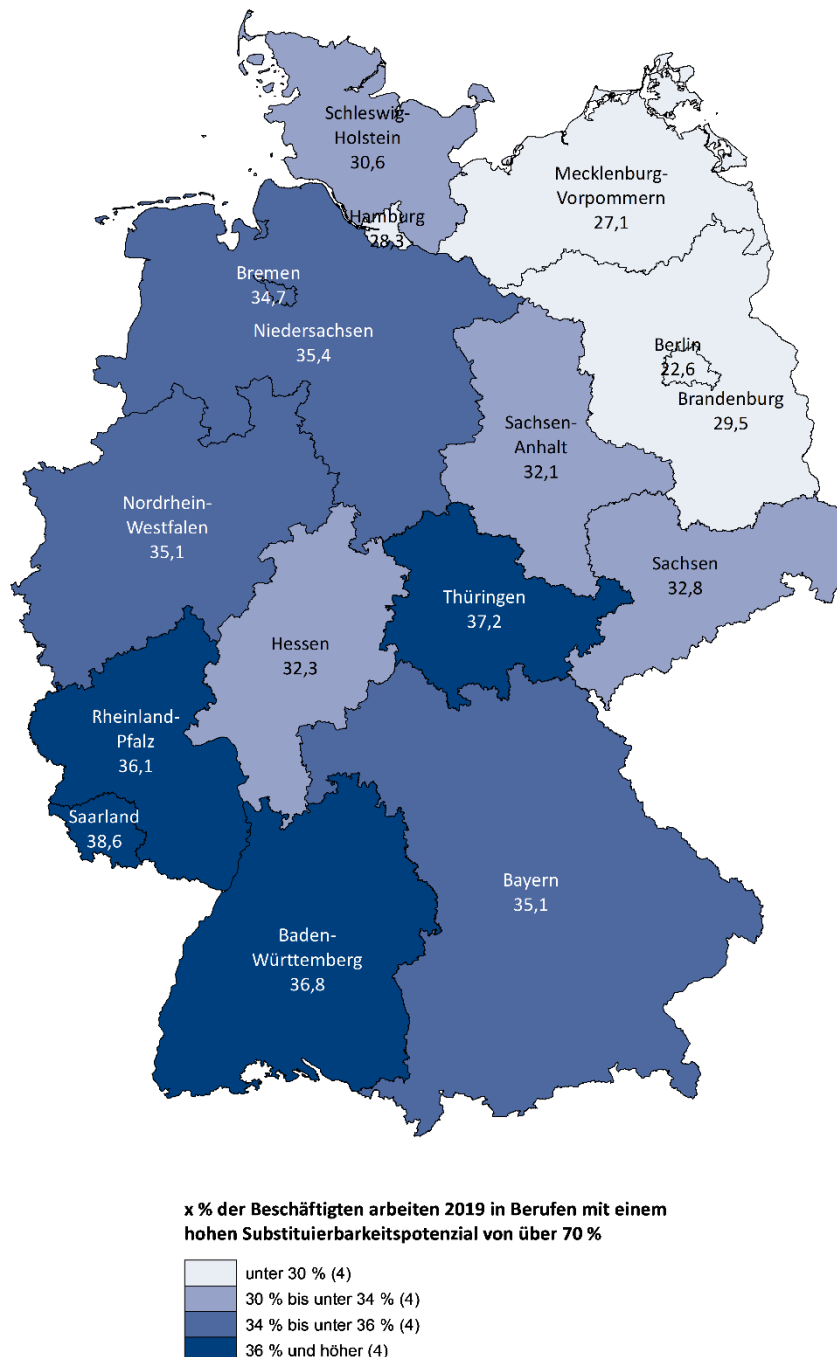 Schleswig-
Holstein
30,6
Mecklenburg-
Vorpommern
27,1
Hamburg
28,3
Bremen
34,7
Niedersachsen
35,4
Berlin
22,6
Brandenburg
29,5
Sachsen-
Anhalt
32,1
Nordrhein-
Westfalen
35,1
Sachsen
32,8
Thüringen
37,2
Hessen
32,3
Rheinland-
Pfalz
36,1
Saarland
38,6
Bayern
35,1
Baden-
Württemberg
36,8
x % der Beschäftigten arbeiten 2019 in Berufen mit einem
hohen Substituierbarkeitspotenzial von über 70 %
unter 30 % (4)
30 % bis unter 34 % (4)
34 % bis unter 36 % (4)
36 % und höher (4)